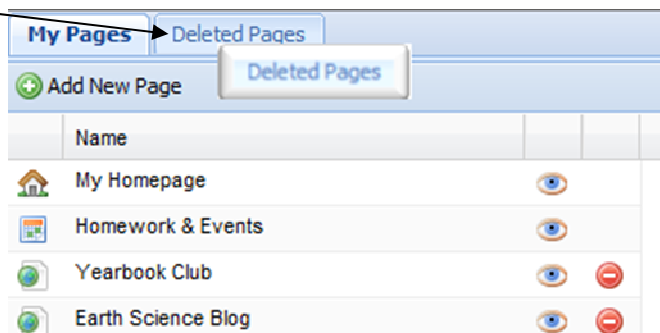 My Pages Deleted Pages
Deleted Pages
Add New Page
Name
My Homepage
Homework & Events
Yearbook Club
Earth Science Blog